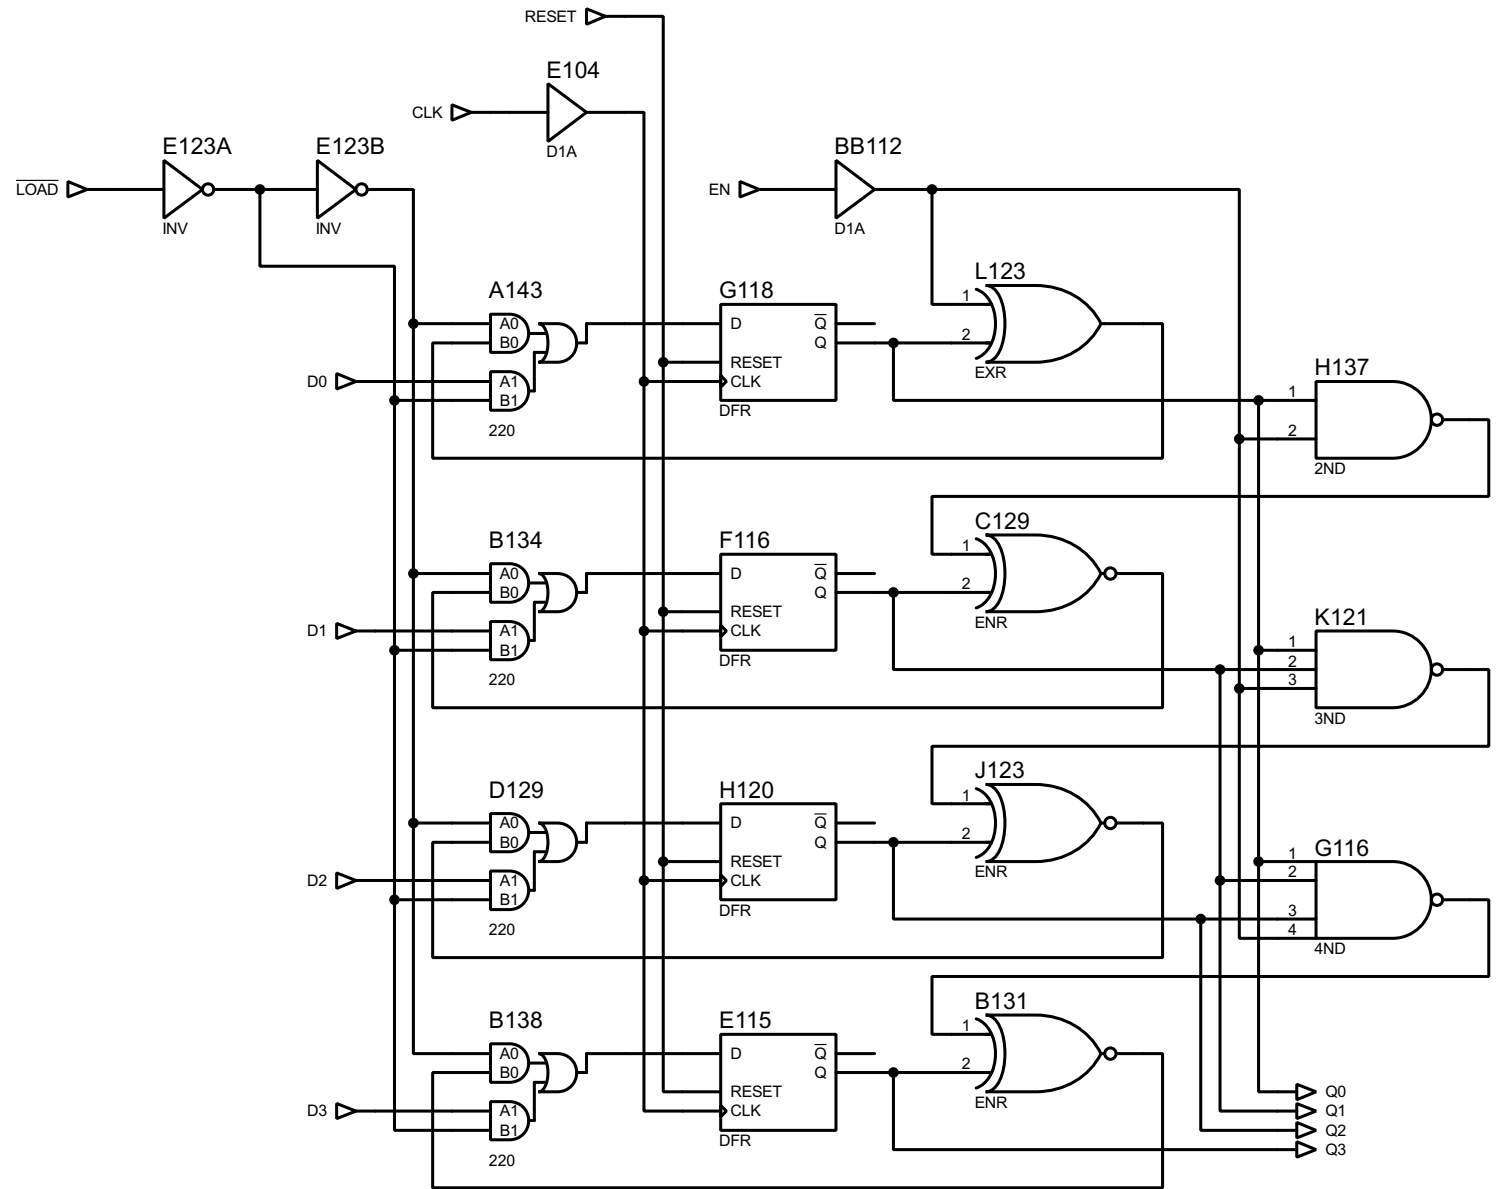 RESET
E104
CLK
D1A
E123A
E123B
BB112
LOAD
EN
INV
INV
D1A
A143
G118
L123
A0
B0
D0
A1
B1
220
D
Q
Q
RESET
CLK
DFR
1
2
EXR
H137
1
2
2ND
B134
F116
C129
A0
B0
D1
A1
B1
220
D
Q
Q
RESET
CLK
DFR
1
2
ENR
K121
1
2
3
3ND
D129
H120
J123
A0
B0
D2
A1
B1
220
D
Q
Q
RESET
CLK
DFR
1
2
ENR
G116
1
2
3
4
4ND
B138
E115
B131
A0
B0
D3
A1
B1
220
D
Q
Q
RESET
CLK
DFR
1
2
ENR
Q0
Q1
Q2
Q3